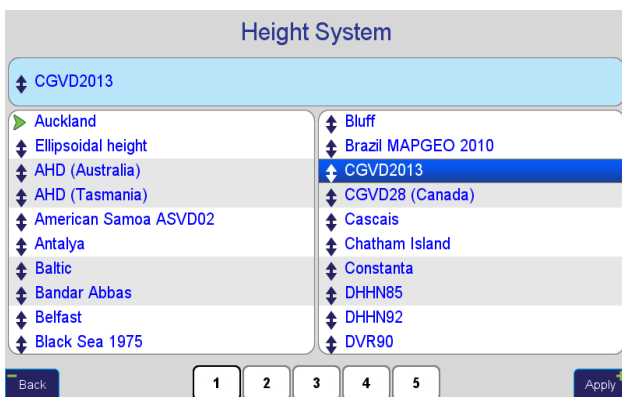 Height System
CGVD2013
Auckland
Ellipsoidal height
AHD (Australia)
AHD (Tasmania)
American Samoa ASVD02
Antalya
Baltic
Bandar Abbas
Belfast
Black Sea 1975
Bluff
Brazil MAPGEO 2010
CGVD2013
CGVD28 (Canada)
Cascais
Chatham Island
Constanta
DHHN85
DHHN92
DVR90
Back
1 2 3 4 5
Apply